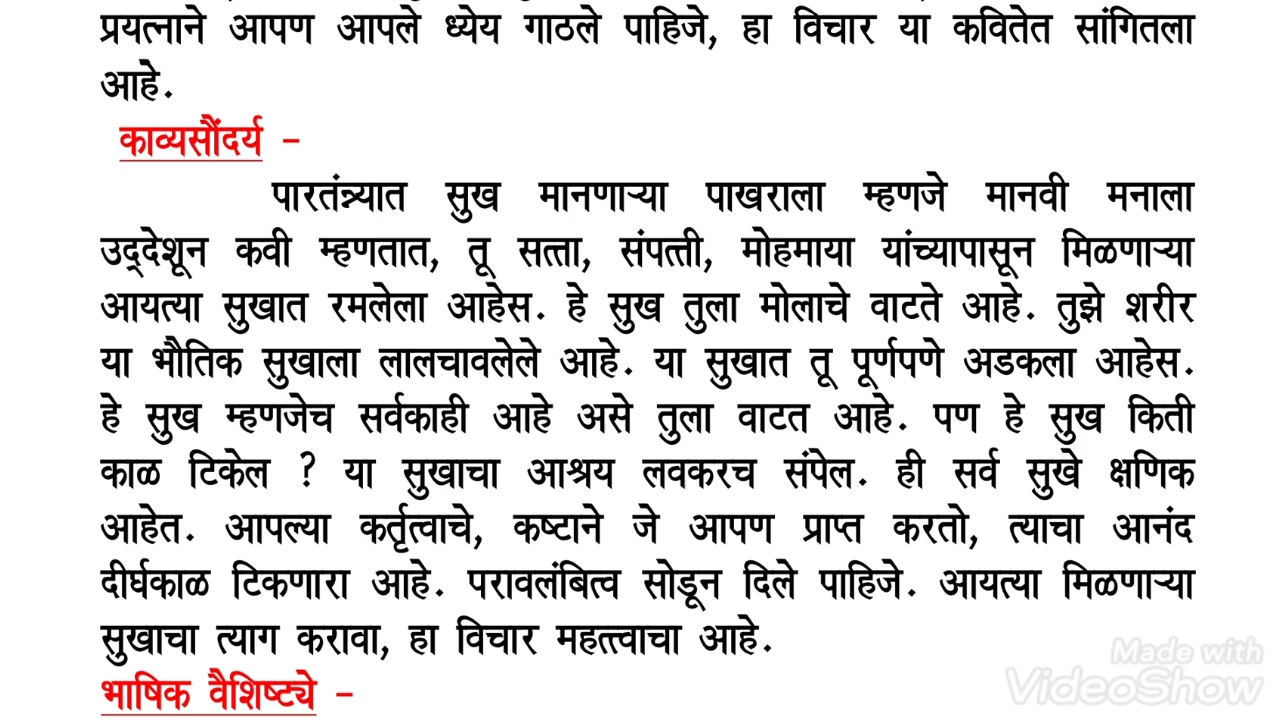 प्रयत्नाने आपण आपले ध्येय गाठले पाहिजे, हा विचार या कवितेत सांगितला
आहे.
काव्यसौंदर्य -
पारतंत्र्यात सुख मानणाऱ्या पाखराला म्हणजे मानवी मनाला
उद्देशून कवी म्हणतात, तू सत्ता, संपत्ती, मोहमाया यांच्यापासून मिळणाऱ्या
आयत्या सुखात रमलेला आहेस. हे सुख तुला मोलाचे वाटते आहे. तुझे शरीर
या भौतिक सुखाला लालचावलेले आहे. या सुखात तू पूर्णपणे अडकला आहेस.
हे सुख म्हणजेच सर्वकाही आहे असे तुला वाटत आहे. पण हे सुख किती
काळ टिकेल ? या सुखाचा आश्रय लवकरच संपेल. ही सर्व सुखे क्षणिक
आहेत. आपल्या कर्तृत्वाचे, कष्टाने जे आपण प्राप्त करतो, त्याचा आनंद
दीर्घकाळ टिकणारा आहे. परावलंबित्व सोडून दिले पाहिजे. आयत्या मिळणाऱ्या
सुखाचा त्याग करावा, हा विचार महत्त्वाचा आहे.
भाषिक वैशिष्ट्ये -
Made with
VideoShow